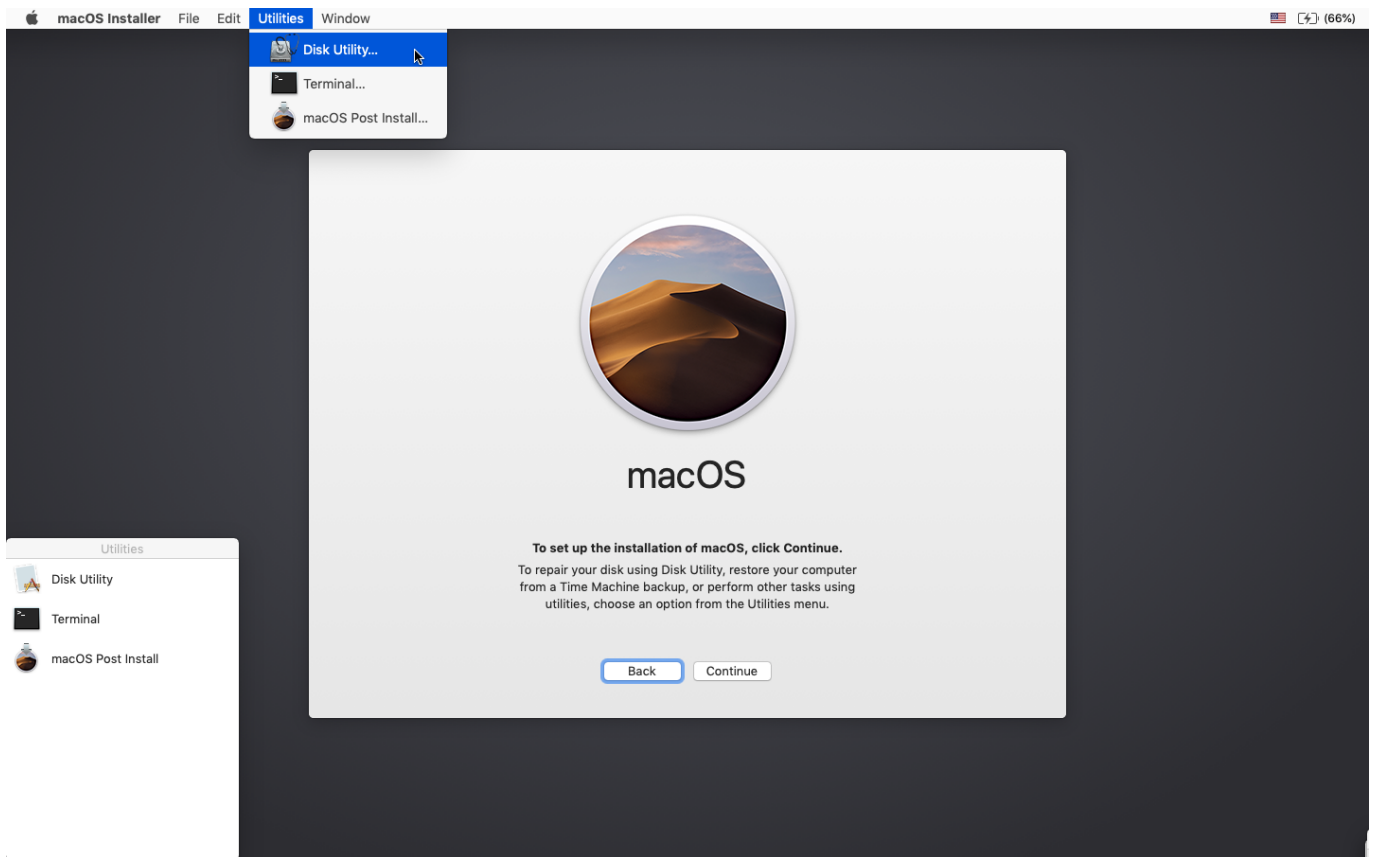 macOS Installer File Edit Utilities Window (66%)
Disk Utility...
Terminal...
macOS Post Install...
macOS
To set up the installation of macOS, click Continue.
To repair your disk using Disk Utility, restore your computer
from a Time Machine backup, or perform other tasks using
utilities, choose an option from the Utilities menu.
Back Continue
Utilities
Disk Utility
Terminal
macOS Post Install